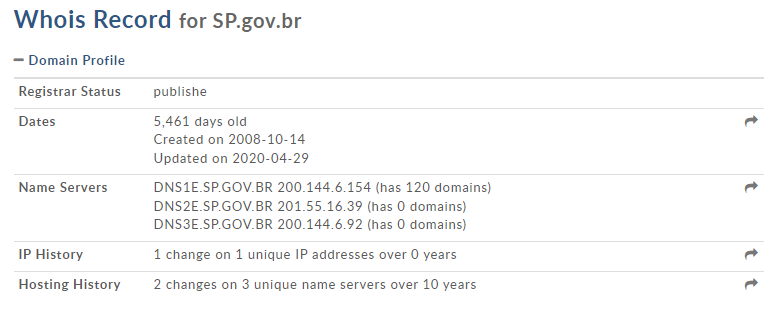 Whois Record for SP.gov.br
Domain Profile
Registrar Status publishe
Dates 5,461 days old
Created on 2008-10-14
Updated on 2020-04-29
Name Servers DNS1E.SP.GOV.BR 200.144.6.154 (has 120 domains)
DNS2E.SP.GOV.BR 201.55.16.39 (has 0 domains)
DNS3E.SP.GOV.BR 200.144.6.92 (has 0 domains)
IP History 1 change on 1 unique IP addresses over 0 years
Hosting History 2 changes on 3 unique name servers over 10 years